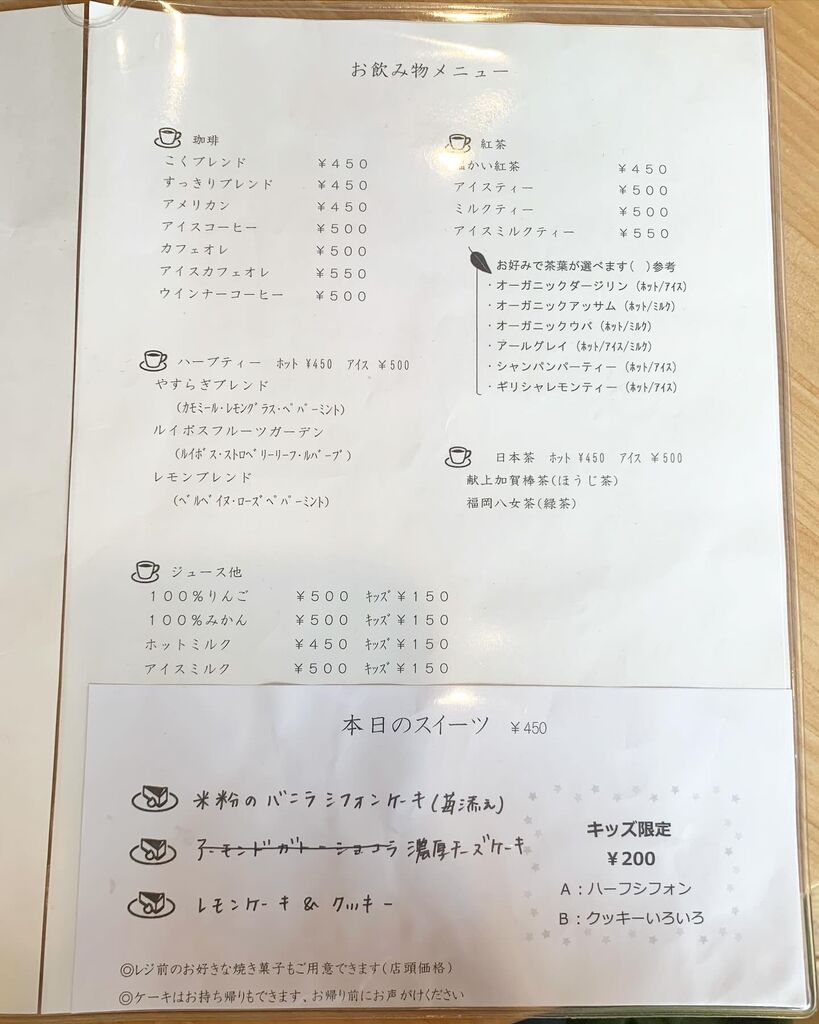 お飲み物メニュー
珈琲
こくブレンド ¥450
すっきりブレンド ¥450
アメリカン ¥450
アイスコーヒー ¥500
カフェオレ ¥500
アイスカフェオレ ¥550
ウインナーコーヒー ¥500
紅茶
かい紅茶 ¥450
アイスティー ¥500
ミルクティー ¥500
アイスミルクティー ¥550
お好みで茶葉が選べます( )参考
・オーガニックダージリン (ホット/アイス)
・オーガニックアッサム (ホット/ミルク)
・オーガニックウバ (ホット/ミルク)
・アールグレイ (ホット/アイス/ミルク)
・シャンパンパーティー (ホット/アイス)
・ギリシャレモンティー (ホット/アイス)
ハーブティー ホット ¥450 アイス ¥500
やすらぎブレンド
(カモミール・レモングラス・ペパーミント)
ルイボスフルーツガーデン
(ルイボス・ストロベリーリーフ・ルバーブ)
レモンブレンド
(ベルベイヌ・ローズペパーミント)
日本茶 ホット ¥450 アイス ¥500
献上加賀棒茶(ほうじ茶)
福岡八女茶(緑茶)
ジュース他
100%りんご ¥500 キッズ¥150
100%みかん ¥500 キッズ¥150
ホットミルク ¥450 キッズ¥150
アイスミルク ¥500 キッズ¥150
本日のスイーツ ¥450
米粉のバニラシフォンケーキ(苺添え)
アーモンドガトーショコラ 濃厚チーズケーキ
レモンケーキ & クッキー
キッズ限定
¥200
A:ハーフシフォン
B:クッキーいろいろ
◎レジ前のお好きな焼き菓子もご用意できます(店頭価格)
◎ケーキはお持ち帰りもできます、お帰り前にお声がけください